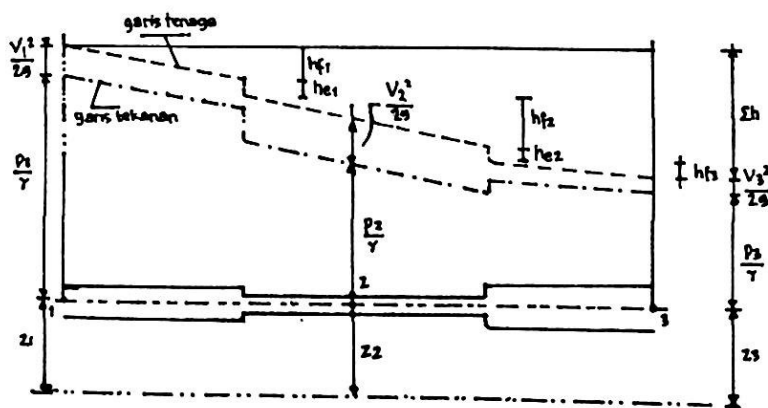 garis tenaga
V₁²/2g
hf₁
he₁
V₂²/2g
garis tekanan
hf₂
he₂
Σh
hf₃
V₃²/2g
P₁/γ
P₂/γ
P₃/γ
1
2
3
Z₁
Z₂
Z₃